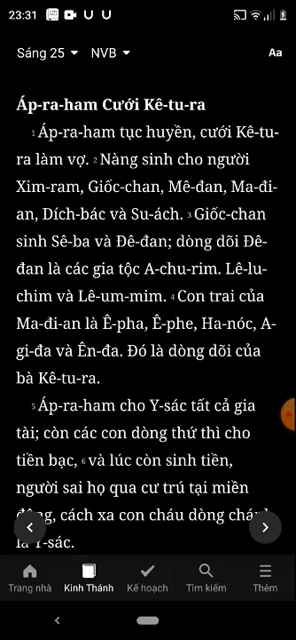 23:31
Sáng 25 NVB Aa
Áp-ra-ham Cưới Kê-tu-ra
1 Áp-ra-ham tục huyền, cưới Kê-tu-
ra làm vợ. 2 Nàng sinh cho người
Xim-ram, Giốc-chan, Mê-đan, Ma-đi-
an, Dích-bác và Su-ách. 3 Giốc-chan
sinh Sê-ba và Đê-đan; dòng dõi Đê-
đan là các gia tộc A-chu-rim. Lê-lu-
chim và Lê-um-mim. 4 Con trai của
Ma-đi-an là Ê-pha, Ê-phe, Ha-nóc, A-
gi-đa và Ên-đa. Đó là dòng dõi của
bà Kê-tu-ra.
5 Áp-ra-ham cho Y-sác tất cả gia
tài; còn các con dòng thứ thì cho
tiền bạc, 6 và lúc còn sinh tiền,
người sai họ qua cư trú tại miền
đông, cách xa con cháu dòng chánh
là Y-sác.
Trang nhà Kinh Thánh Kế hoạch Tìm kiếm Thêm